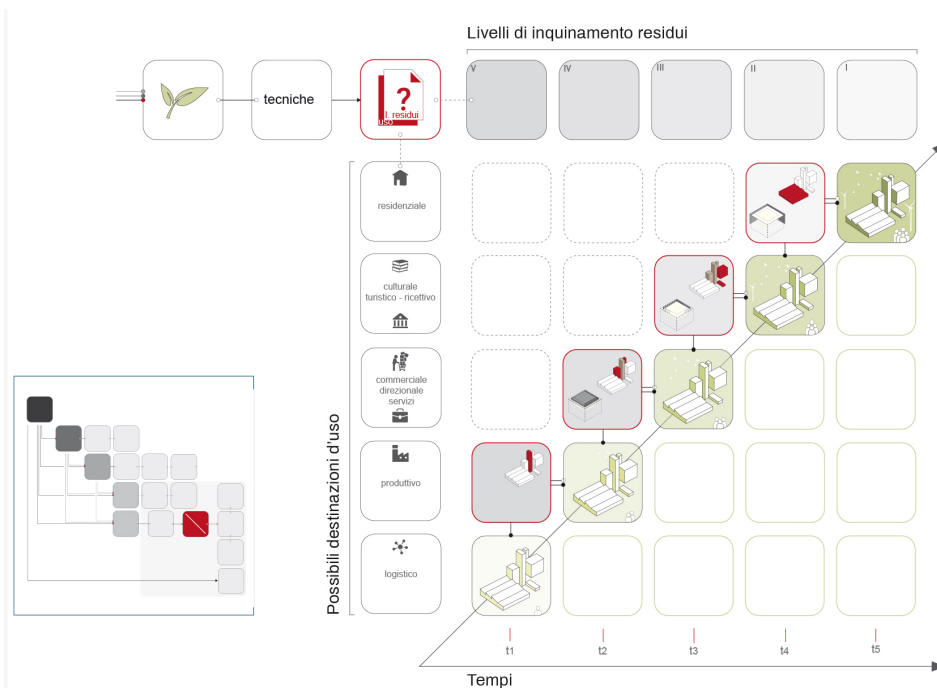 Livelli di inquinamento residui
V
IV
III
II
I
tecniche
?
l. residui
uso
residenziale
culturale
turistico - ricettivo
commerciale
direzionale
servizi
produttivo
logistico
Possibili destinazioni d'uso
t1
t2
t3
t4
t5
Tempi